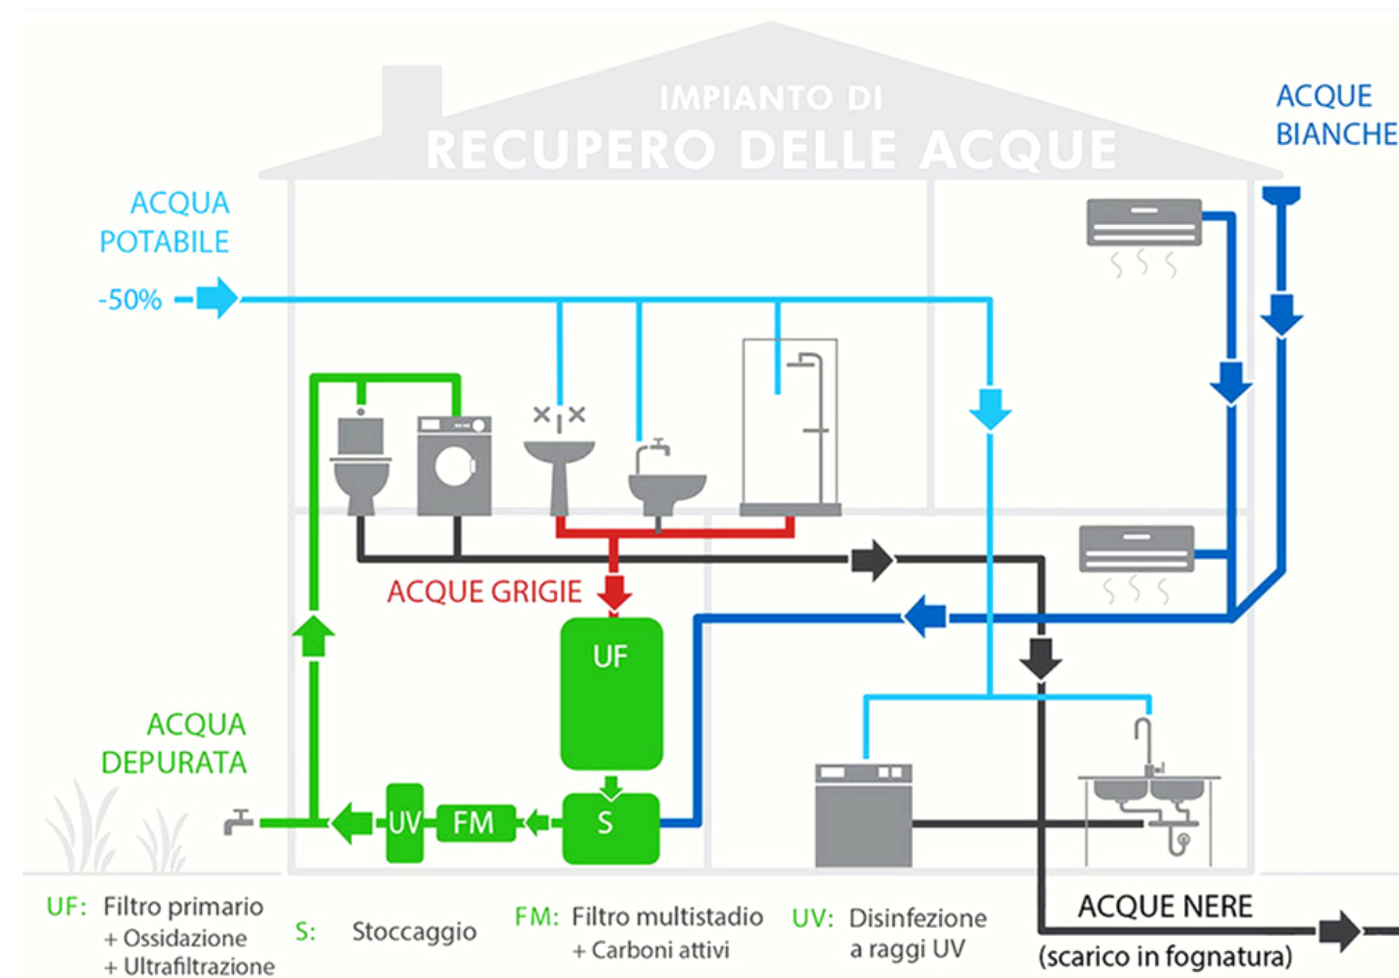 IMPIANTO DI
RECUPERO DELLE ACQUE
ACQUE
BIANCHE
ACQUA
POTABILE
-50%
ACQUE GRIGIE
UF
ACQUA
DEPURATA
UV
FM
S
UF: Filtro primario
+ Ossidazione
+ Ultrafiltrazione
S: Stoccaggio
FM: Filtro multistadio
+ Carboni attivi
UV: Disinfezione
a raggi UV
ACQUE NERE
(scarico in fognatura)